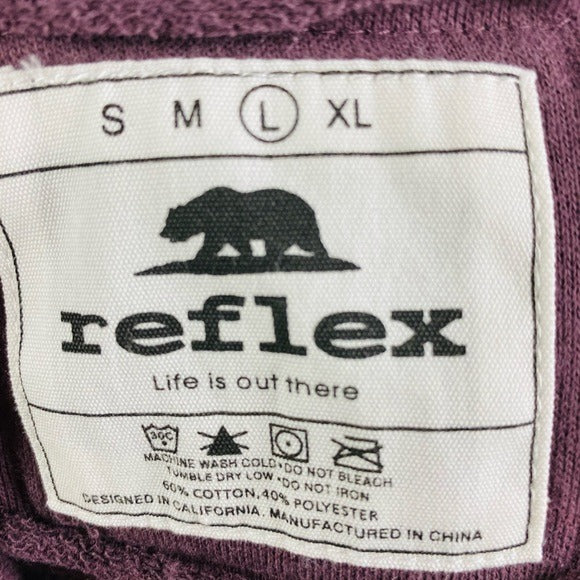 S M L XL
reflex
Life is out there
30C
MACHINE WASH COLD·DO NOT BLEACH
TUMBLE DRY LOW·DO NOT IRON
60% COTTON, 40% POLYESTER
DESIGNED IN CALIFORNIA. MANUFACTURED IN CHINA